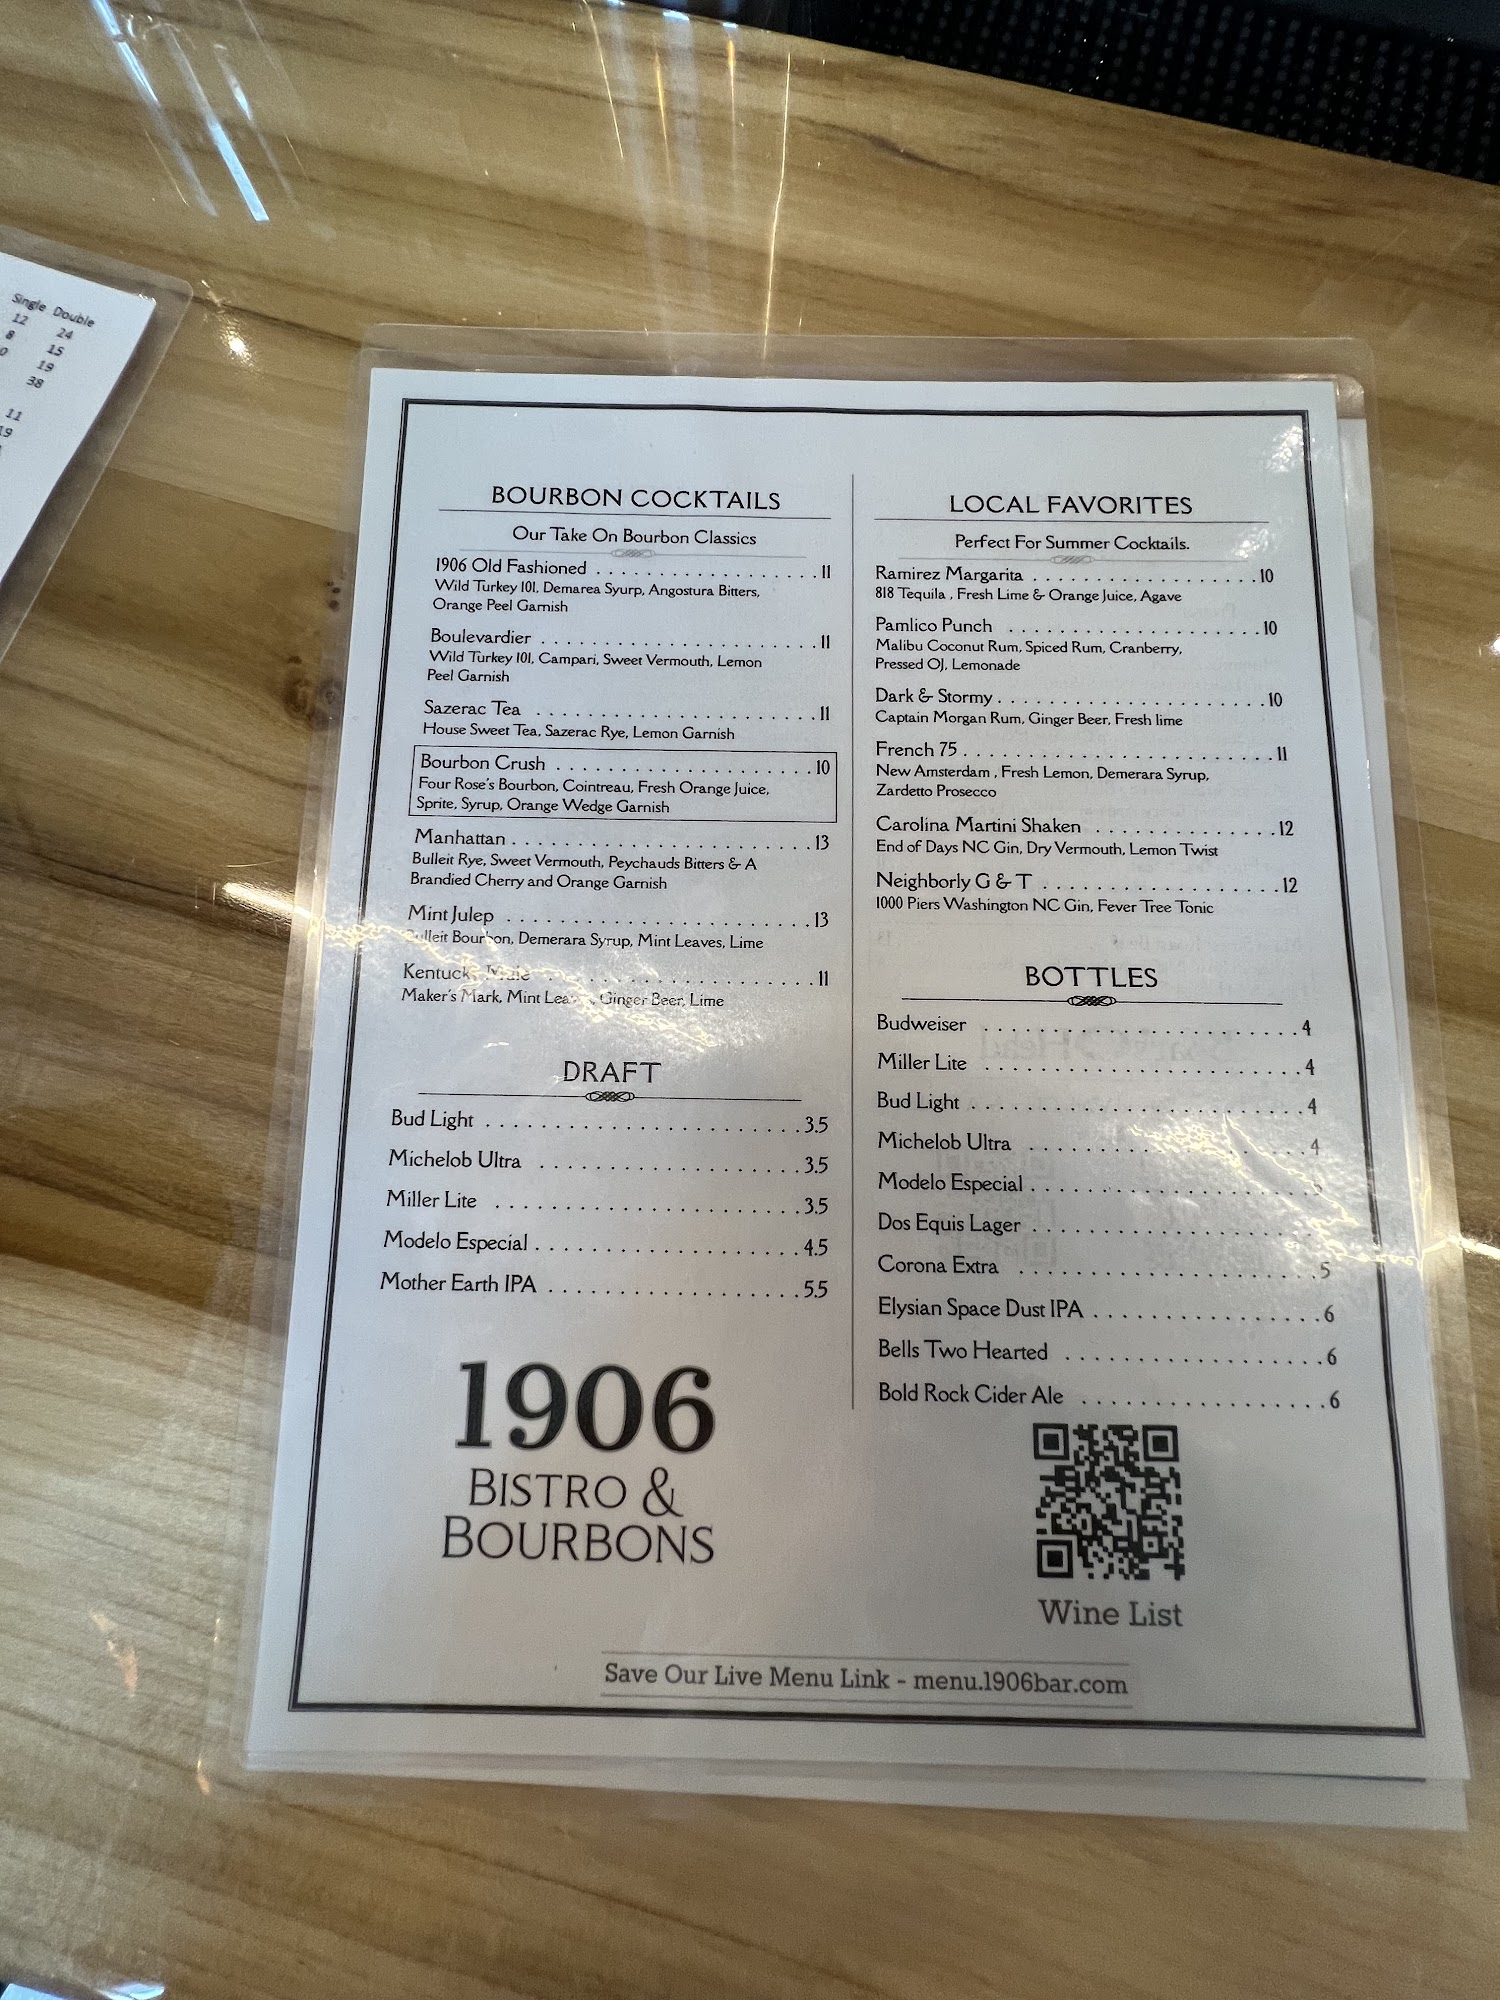 Single Double
12 24
8 15
0 19
38
11
19
BOURBON COCKTAILS
Our Take On Bourbon Classics
1906 Old Fashioned . . . . . . . . . . . . . . . . . . 11
Wild Turkey 101, Demarea Syurp, Angostura Bitters,
Orange Peel Garnish
Boulevardier . . . . . . . . . . . . . . . . . . . . . . 11
Wild Turkey 101, Campari, Sweet Vermouth, Lemon
Peel Garnish
Sazerac Tea . . . . . . . . . . . . . . . . . . . . . . 11
House Sweet Tea, Sazerac Rye, Lemon Garnish
Bourbon Crush . . . . . . . . . . . . . . . . . . . . 10
Four Rose's Bourbon, Cointreau, Fresh Orange Juice,
Sprite, Syrup, Orange Wedge Garnish
Manhattan . . . . . . . . . . . . . . . . . . . . . . . 13
Bulleit Rye, Sweet Vermouth, Peychauds Bitters & A
Brandied Cherry and Orange Garnish
Mint Julep . . . . . . . . . . . . . . . . . . . . . . . 13
Bulleit Bourbon, Demerara Syrup, Mint Leaves, Lime
Kentucky Mule . . . . . . . . . . . . . . . . . . . . 11
Maker's Mark, Mint Leaves, Ginger Beer, Lime
DRAFT
Bud Light . . . . . . . . . . . . . . . . . . . . . . . . 3.5
Michelob Ultra . . . . . . . . . . . . . . . . . . . . 3.5
Miller Lite . . . . . . . . . . . . . . . . . . . . . . . 3.5
Modelo Especial . . . . . . . . . . . . . . . . . . . . 4.5
Mother Earth IPA . . . . . . . . . . . . . . . . . . . 5.5
1906
BISTRO &
BOURBONS
LOCAL FAVORITES
Perfect For Summer Cocktails.
Ramirez Margarita . . . . . . . . . . . . . . . . . . 10
818 Tequila , Fresh Lime & Orange Juice, Agave
Pamlico Punch . . . . . . . . . . . . . . . . . . . . 10
Malibu Coconut Rum, Spiced Rum, Cranberry,
Pressed OJ, Lemonade
Dark & Stormy . . . . . . . . . . . . . . . . . . . . . 10
Captain Morgan Rum, Ginger Beer, Fresh lime
French 75 . . . . . . . . . . . . . . . . . . . . . . . . 11
New Amsterdam , Fresh Lemon, Demerara Syrup,
Zardetto Prosecco
Carolina Martini Shaken . . . . . . . . . . . . . . 12
End of Days NC Gin, Dry Vermouth, Lemon Twist
Neighborly G & T . . . . . . . . . . . . . . . . . . . 12
1000 Piers Washington NC Gin, Fever Tree Tonic
BOTTLES
Budweiser . . . . . . . . . . . . . . . . . . . . . . . . 4
Miller Lite . . . . . . . . . . . . . . . . . . . . . . . . 4
Bud Light . . . . . . . . . . . . . . . . . . . . . . . . . 4
Michelob Ultra . . . . . . . . . . . . . . . . . . . . . 4
Modelo Especial . . . . . . . . . . . . . . . . . . . . . 5
Dos Equis Lager . . . . . . . . . . . . . . . . . . . .
Corona Extra . . . . . . . . . . . . . . . . . . . . . . 5
Elysian Space Dust IPA . . . . . . . . . . . . . . . . 6
Bells Two Hearted . . . . . . . . . . . . . . . . . . . 6
Bold Rock Cider Ale . . . . . . . . . . . . . . . . . . 6
Wine List
Save Our Live Menu Link - menu.1906bar.com